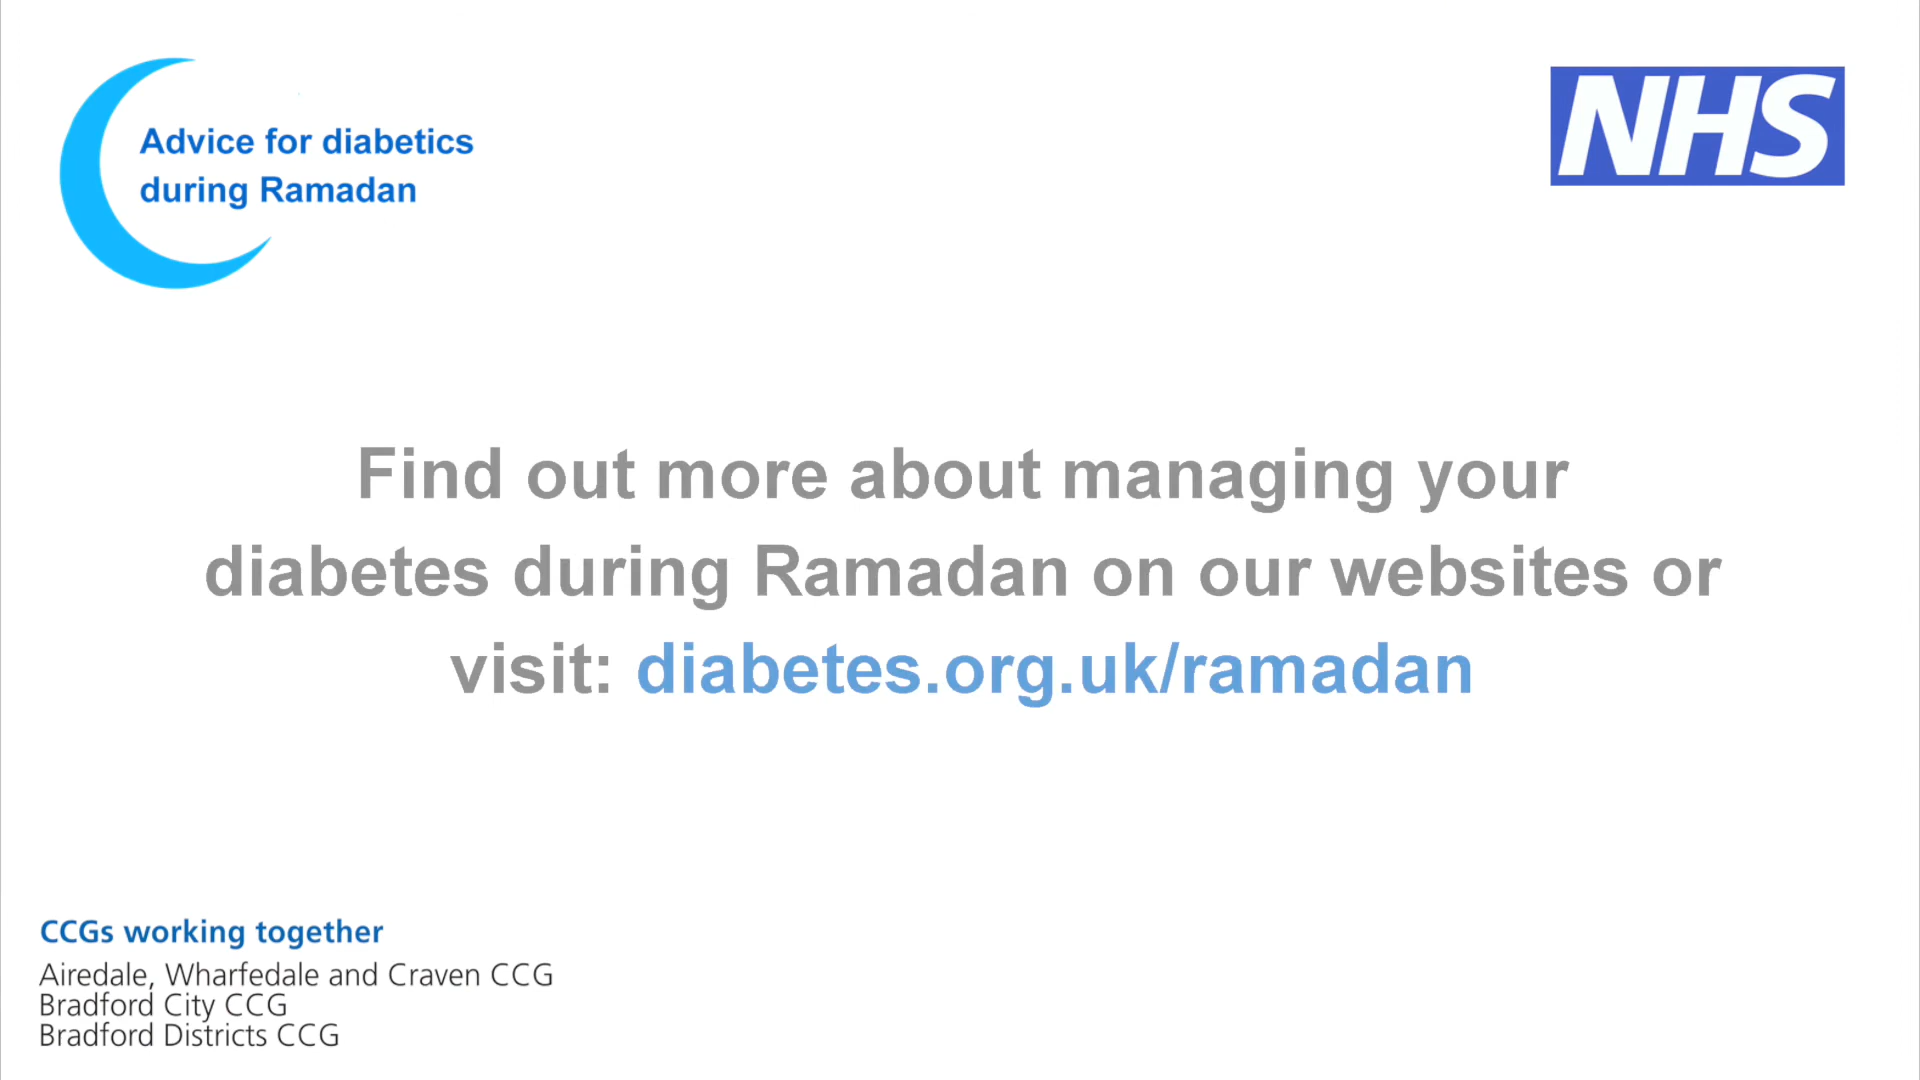 Advice for diabetics
during Ramadan
NHS
Find out more about managing your
diabetes during Ramadan on our websites or
visit: diabetes.org.uk/ramadan
CCGs working together
Airedale, Wharfedale and Craven CCG
Bradford City CCG
Bradford Districts CCG